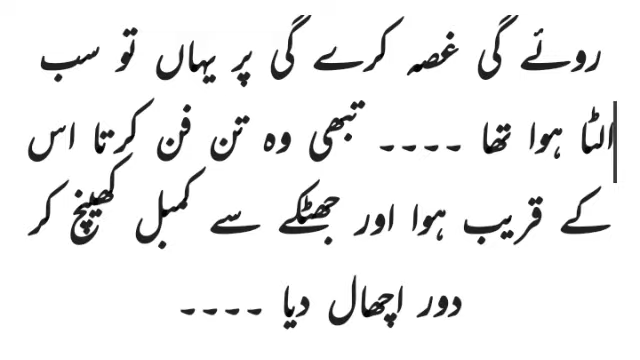 روئے گی غصہ کرے گی پر یہاں تو سب
الٹا ہوا تھا ۔۔۔۔ تبھی وہ تن فن کرتا اس
کے قریب ہوا اور جھٹکے سے کمبل کھینچ کر
دور اچھال دیا ۔۔۔۔